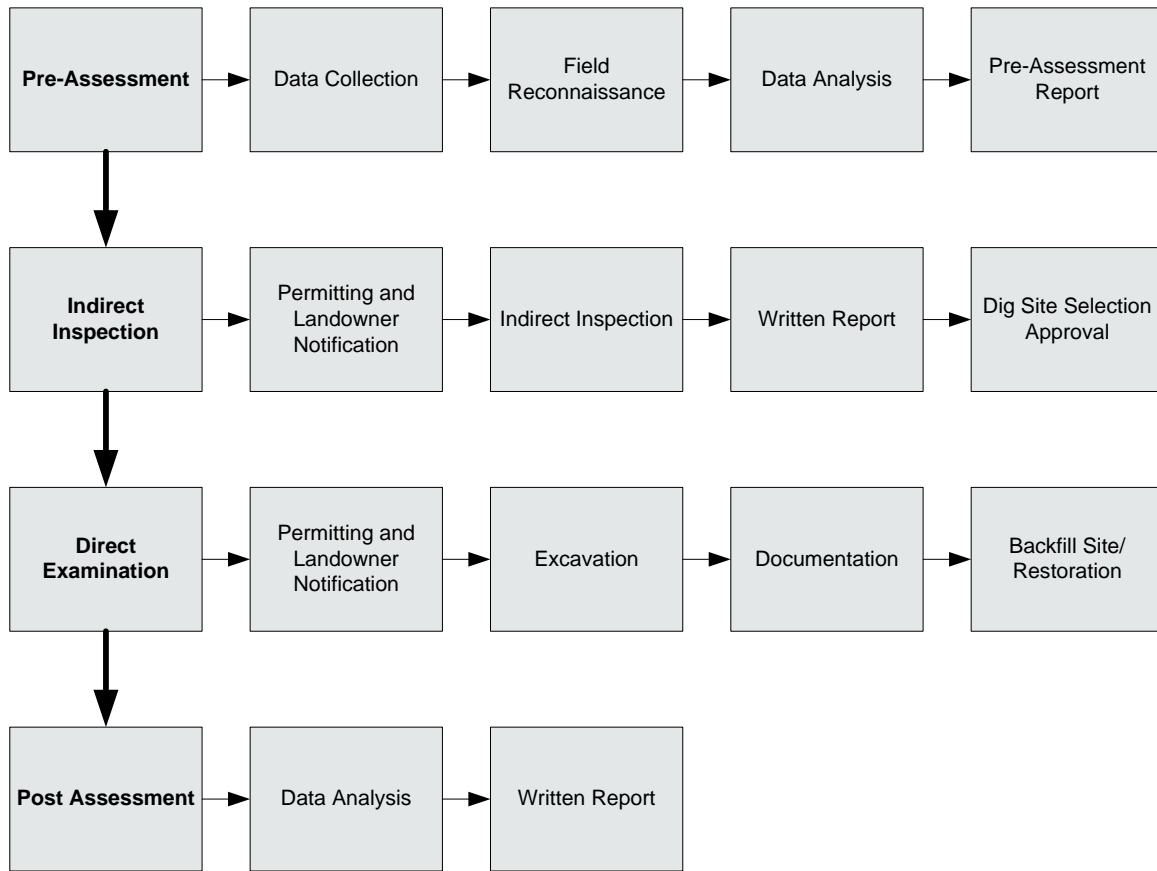 Pre-Assessment
Data Collection
Field
Reconnaissance
Data Analysis
Pre-Assessment
Report
Indirect
Inspection
Permitting and
Landowner
Notification
Indirect Inspection
Written Report
Dig Site Selection
Approval
Direct
Examination
Permitting and
Landowner
Notification
Excavation
Documentation
Backfill Site/
Restoration
Post Assessment
Data Analysis
Written Report